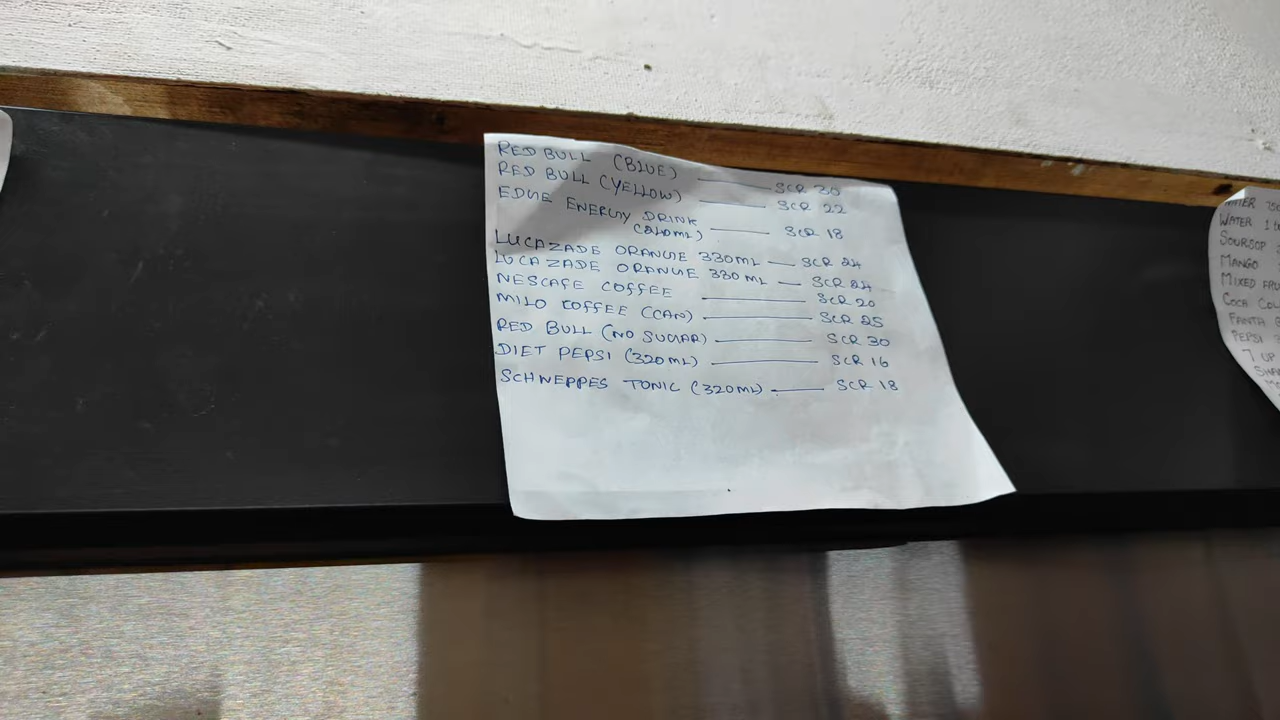 RED BULL (BLUE) SCR 30
RED BULL (YELLOW) SCR 22
EDGE ENERGY DRINK
(240ML) SCR 18
LUCAZADE ORANGE 330ML SCR 24
LUCAZADE ORANGE 330ML SCR 24
NESCAFE COFFEE SCR 20
MILO COFFEE (CAN) SCR 25
RED BULL (NO SUGAR) SCR 30
DIET PEPSI (320ML) SCR 16
SCHWEPPES TONIC (320ML) SCR 18
WATER
WATER 1
SOURSOP
MANGO
MIXED
COCA
FANTA
PEPSI
7 UP